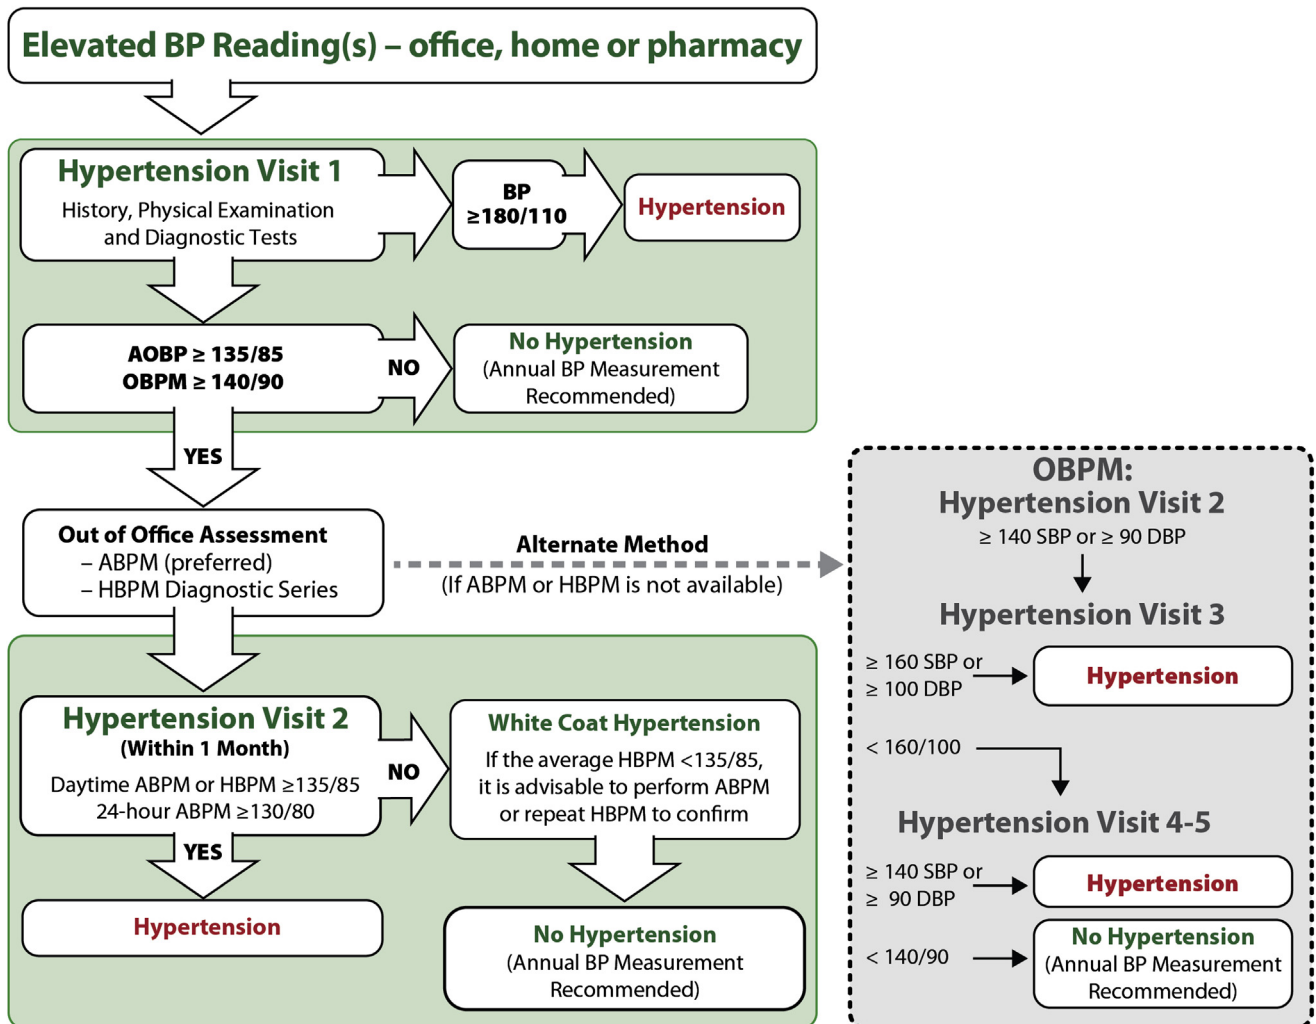 Elevated BP Reading(s) – office, home or pharmacy
Hypertension Visit 1
History, Physical Examination
and Diagnostic Tests
BP
≥180/110
Hypertension
AOBP ≥ 135/85
OBPM ≥ 140/90
NO
No Hypertension
(Annual BP Measurement
Recommended)
YES
Out of Office Assessment
– ABPM (preferred)
– HBPM Diagnostic Series
Alternate Method
(If ABPM or HBPM is not available)
Hypertension Visit 2
(Within 1 Month)
Daytime ABPM or HBPM ≥135/85
24-hour ABPM ≥130/80
NO
White Coat Hypertension
If the average HBPM <135/85,
it is advisable to perform ABPM
or repeat HBPM to confirm
YES
Hypertension
No Hypertension
(Annual BP Measurement
Recommended)
OBPM:
Hypertension Visit 2
≥ 140 SBP or ≥ 90 DBP
Hypertension Visit 3
≥ 160 SBP or
≥ 100 DBP
Hypertension
< 160/100
Hypertension Visit 4-5
≥ 140 SBP or
≥ 90 DBP
Hypertension
< 140/90
No Hypertension
(Annual BP Measurement
Recommended)